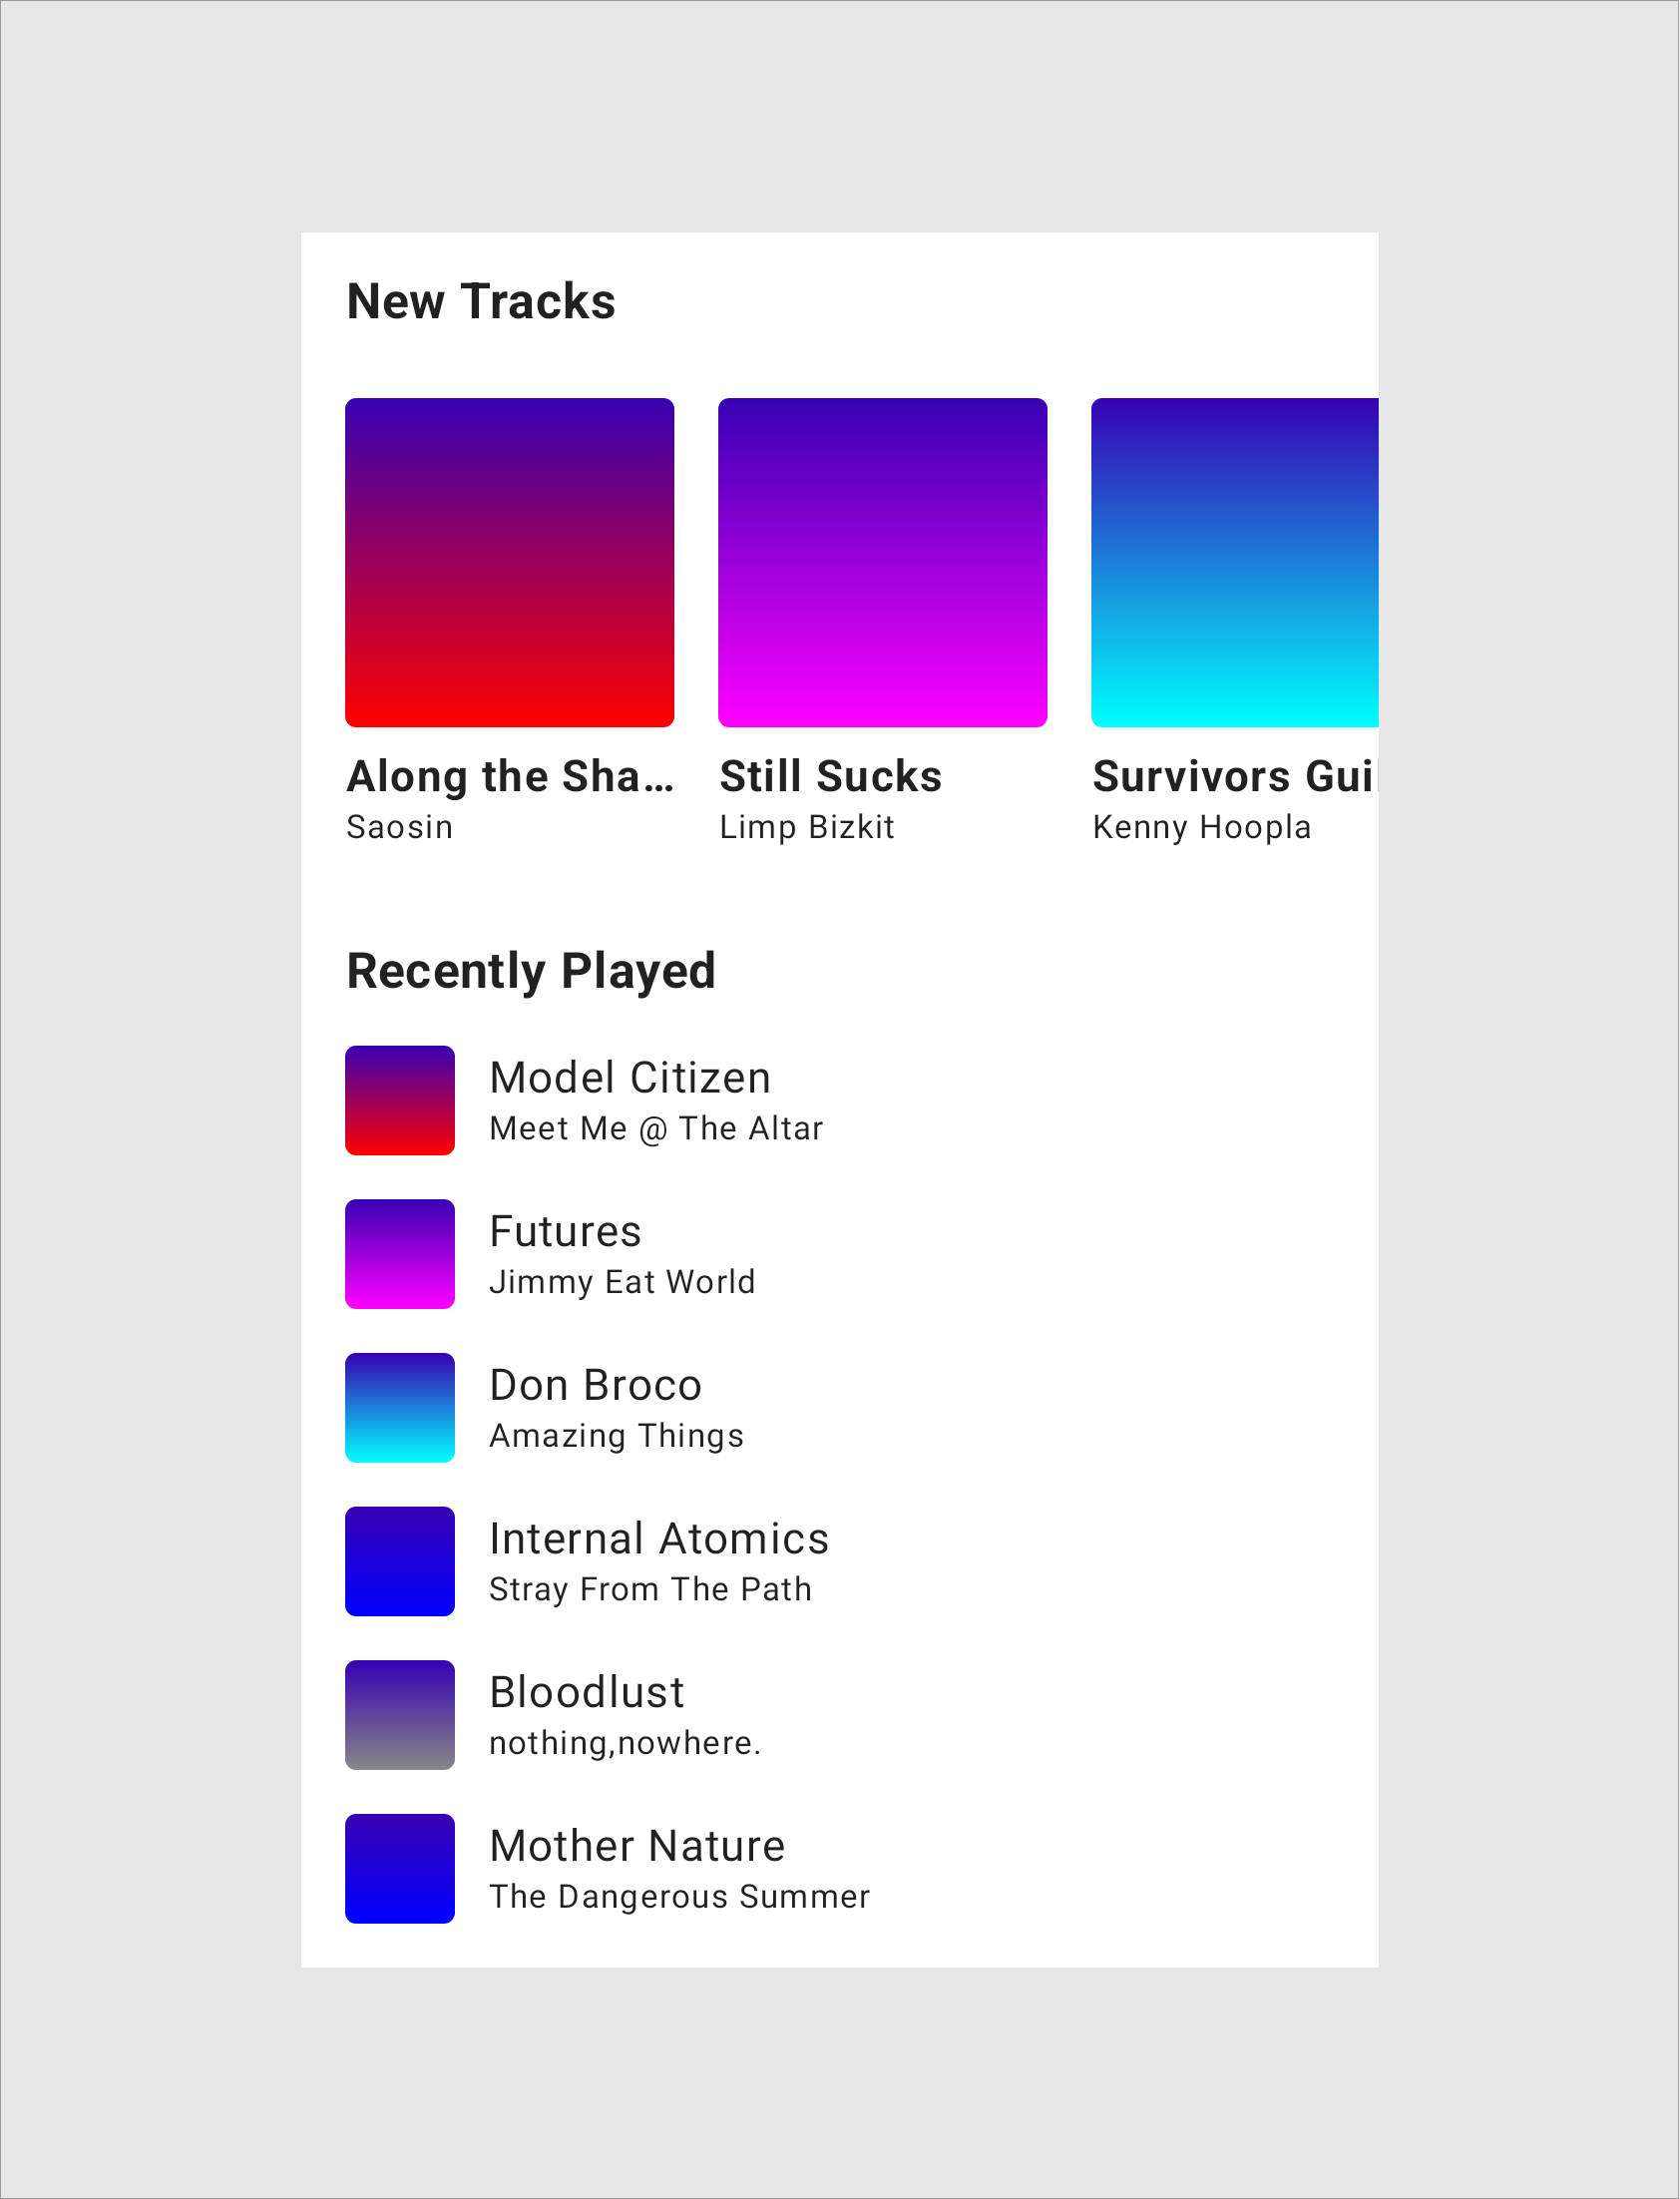 New Tracks
Along the Sha...
Still Sucks
Survivors Gui
Saosin
Limp Bizkit
Kenny Hoopla
Recently Played
Model Citizen
Meet Me @ The Altar
Futures
Jimmy Eat World
Don Broco
Amazing Things
Internal Atomics
Stray From The Path
Bloodlust
nothing,nowhere.
Mother Nature
The Dangerous Summer